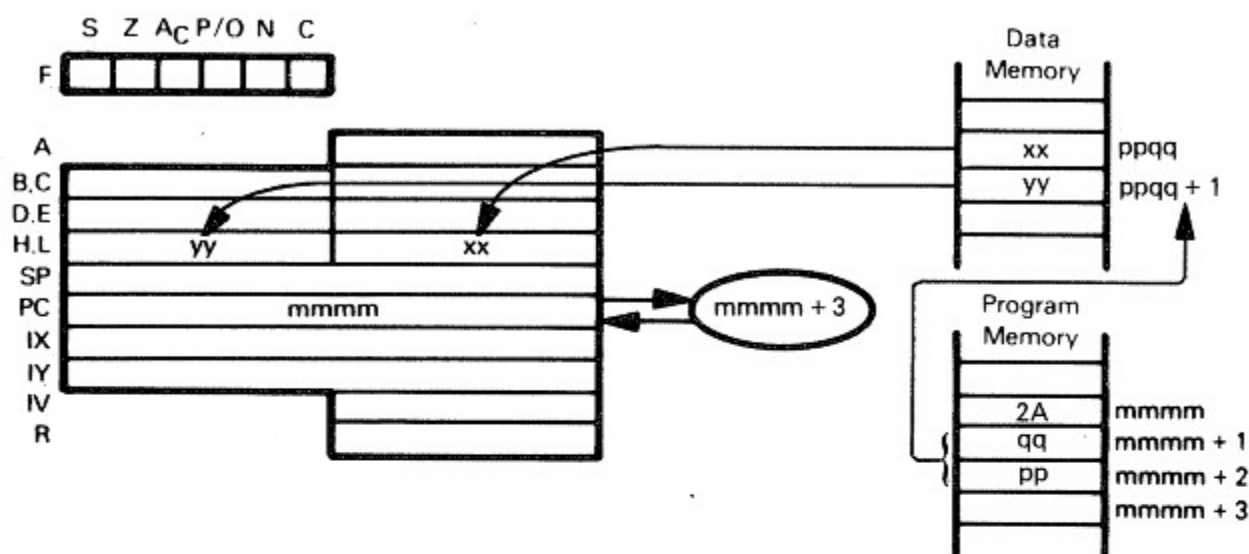 S Z AC P/O N C
F
A
B.C
D.E
H.L yy xx
SP
PC mmmm
IX
IY
IV
R
mmmm + 3
Data
Memory
xx ppqq
yy ppqq + 1
Program
Memory
2A mmmm
qq mmmm + 1
pp mmmm + 2
mmmm + 3